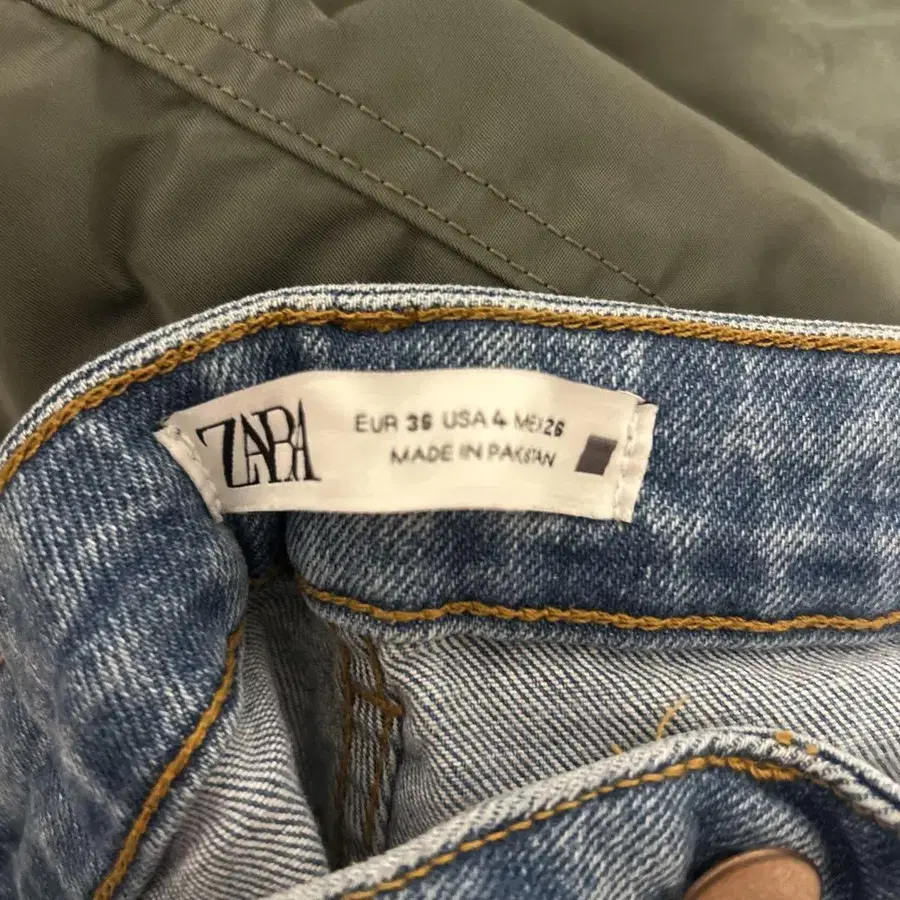 ZARA
EUR 36 USA 4 MEX 26
MADE IN PAKISTAN